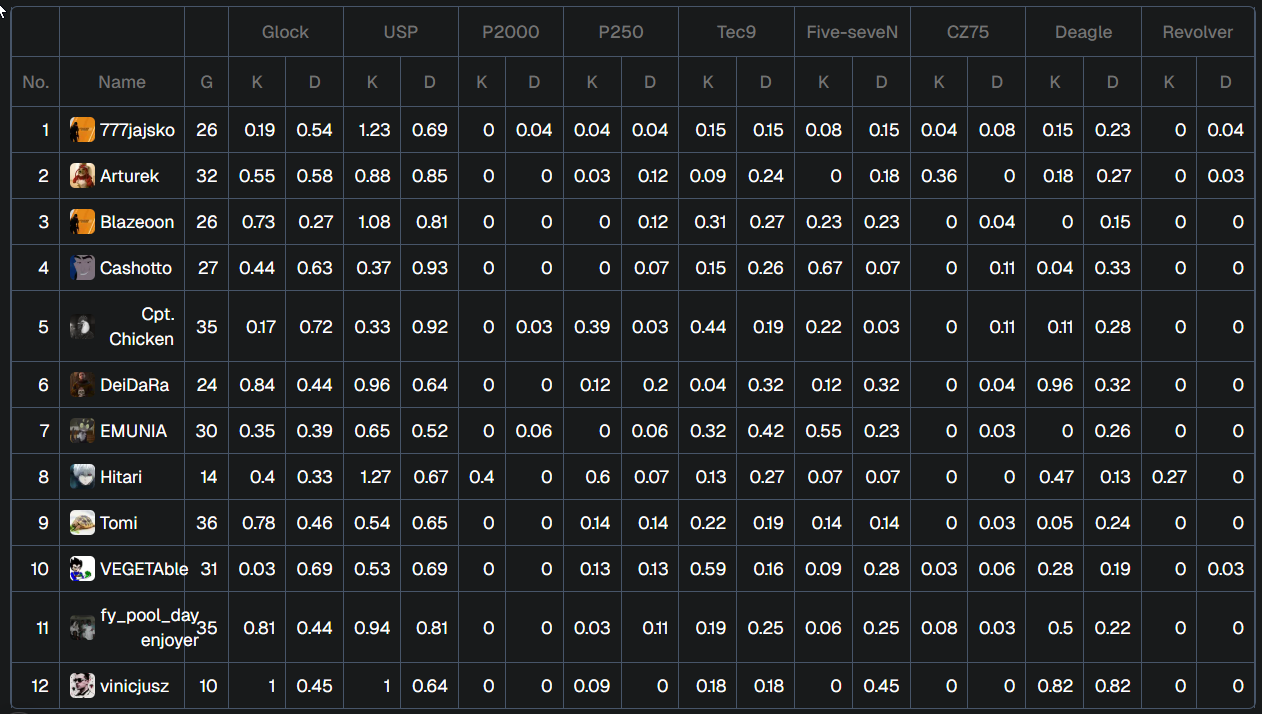 Glock USP P2000 P250 Tec9 Five-seveN CZ75 Deagle Revolver
No. Name G K D K D K D K D K D K D K D K D K D
1 777jajsko 26 0.19 0.54 1.23 0.69 0 0.04 0.04 0.04 0.15 0.15 0.08 0.15 0.04 0.08 0.15 0.23 0 0.04
2 Arturek 32 0.55 0.58 0.88 0.85 0 0 0.03 0.12 0.09 0.24 0 0.18 0.36 0 0.18 0.27 0 0.03
3 Blazeoon 26 0.73 0.27 1.08 0.81 0 0 0 0.12 0.31 0.27 0.23 0.23 0 0.04 0 0.15 0 0
4 Cashotto 27 0.44 0.63 0.37 0.93 0 0 0 0.07 0.15 0.26 0.67 0.07 0 0.11 0.04 0.33 0 0
5 Cpt.
Chicken 35 0.17 0.72 0.33 0.92 0 0.03 0.39 0.03 0.44 0.19 0.22 0.03 0 0.11 0.11 0.28 0 0
6 DeiDaRa 24 0.84 0.44 0.96 0.64 0 0 0.12 0.2 0.04 0.32 0.12 0.32 0 0.04 0.96 0.32 0 0
7 EMUNIA 30 0.35 0.39 0.65 0.52 0 0.06 0 0.06 0.32 0.42 0.55 0.23 0 0.03 0 0.26 0 0
8 Hitari 14 0.4 0.33 1.27 0.67 0.4 0 0.6 0.07 0.13 0.27 0.07 0.07 0 0 0.47 0.13 0.27 0
9 Tomi 36 0.78 0.46 0.54 0.65 0 0 0.14 0.14 0.22 0.19 0.14 0.14 0 0.03 0.05 0.24 0 0
10 VEGETAble 31 0.03 0.69 0.53 0.69 0 0 0.13 0.13 0.59 0.16 0.09 0.28 0.03 0.06 0.28 0.19 0 0.03
11 fy_pool_day
enjoyer 35 0.81 0.44 0.94 0.81 0 0 0.03 0.11 0.19 0.25 0.06 0.25 0.08 0.03 0.5 0.22 0 0
12 vinicjusz 10 1 0.45 1 0.64 0 0 0.09 0 0.18 0.18 0 0.45 0 0 0.82 0.82 0 0